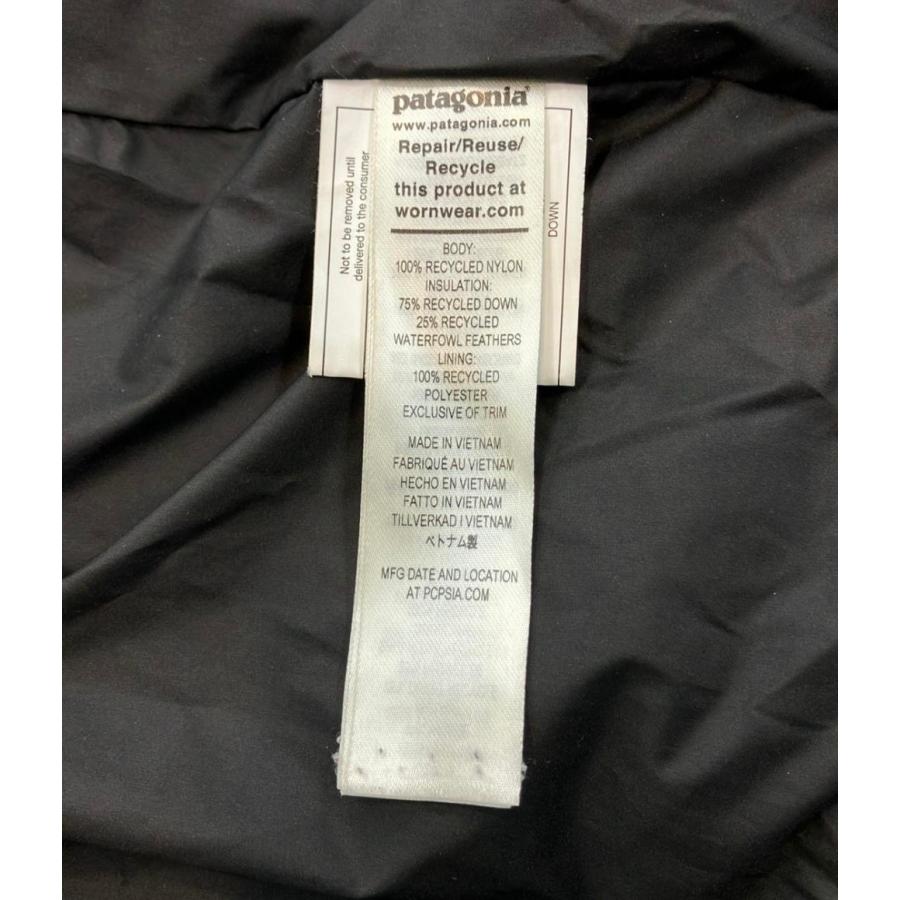 patagonia®
www.patagonia.com
Repair/Reuse/
Recycle
this product at
wornwear.com
BODY:
100% RECYCLED NYLON
INSULATION:
75% RECYCLED DOWN
25% RECYCLED
WATERFOWL FEATHERS
LINING:
100% RECYCLED
POLYESTER
EXCLUSIVE OF TRIM
MADE IN VIETNAM
FABRIQUÉ AU VIETNAM
HECHO EN VIETNAM
FATTO IN VIETNAM
TILLVERKAD I VIETNAM
ベトナム製
MFG DATE AND LOCATION
AT PCPSIA.COM
Not to be removed until
delivered to the consumer
DOWN